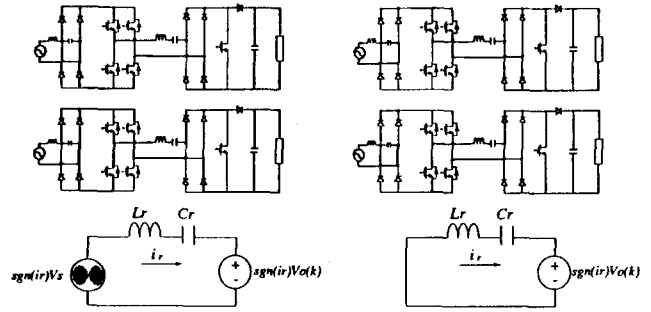 Lr Cr
ir
sgn(ir)Vs
+
-
sgn(ir)Vo(k)
Lr Cr
ir
+
-
sgn(ir)Vo(k)